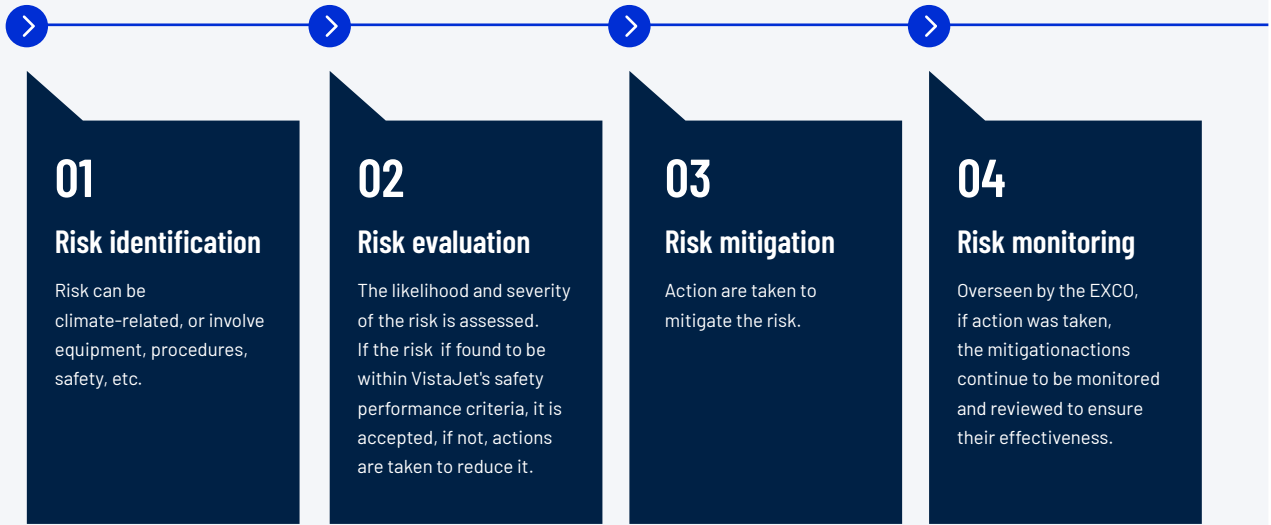 01
Risk identification
Risk can be
climate-related, or involve
equipment, procedures,
safety, etc.
02
Risk evaluation
The likelihood and severity
of the risk is assessed.
If the risk  if found to be
within VistaJet's safety
performance criteria, it is
accepted, if not, actions
are taken to reduce it.
03
Risk mitigation
Action are taken to
mitigate the risk.
04
Risk monitoring
Overseen by the EXCO,
if action was taken,
the mitigationactions
continue to be monitored
and reviewed to ensure
their effectiveness.